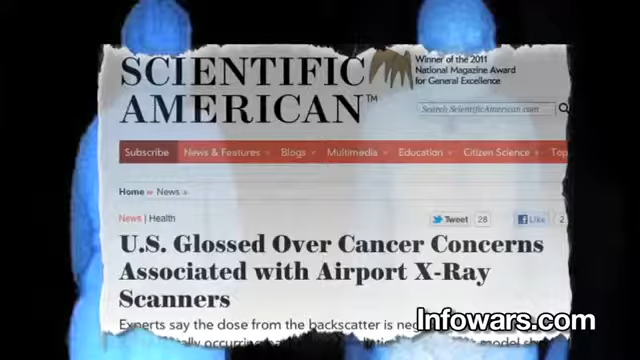 SCIENTIFIC
AMERICAN™
Winner of the 2011
National Magazine Award
for General Excellence
Search ScientificAmerican.com
Subscribe News & Features Blogs Multimedia Education Citizen Science Top
Home » News »
News | Health
Tweet 28 Like 2
U.S. Glossed Over Cancer Concerns
Associated with Airport X-Ray
Scanners
Experts say the dose from the backscatter is
Infowars.com